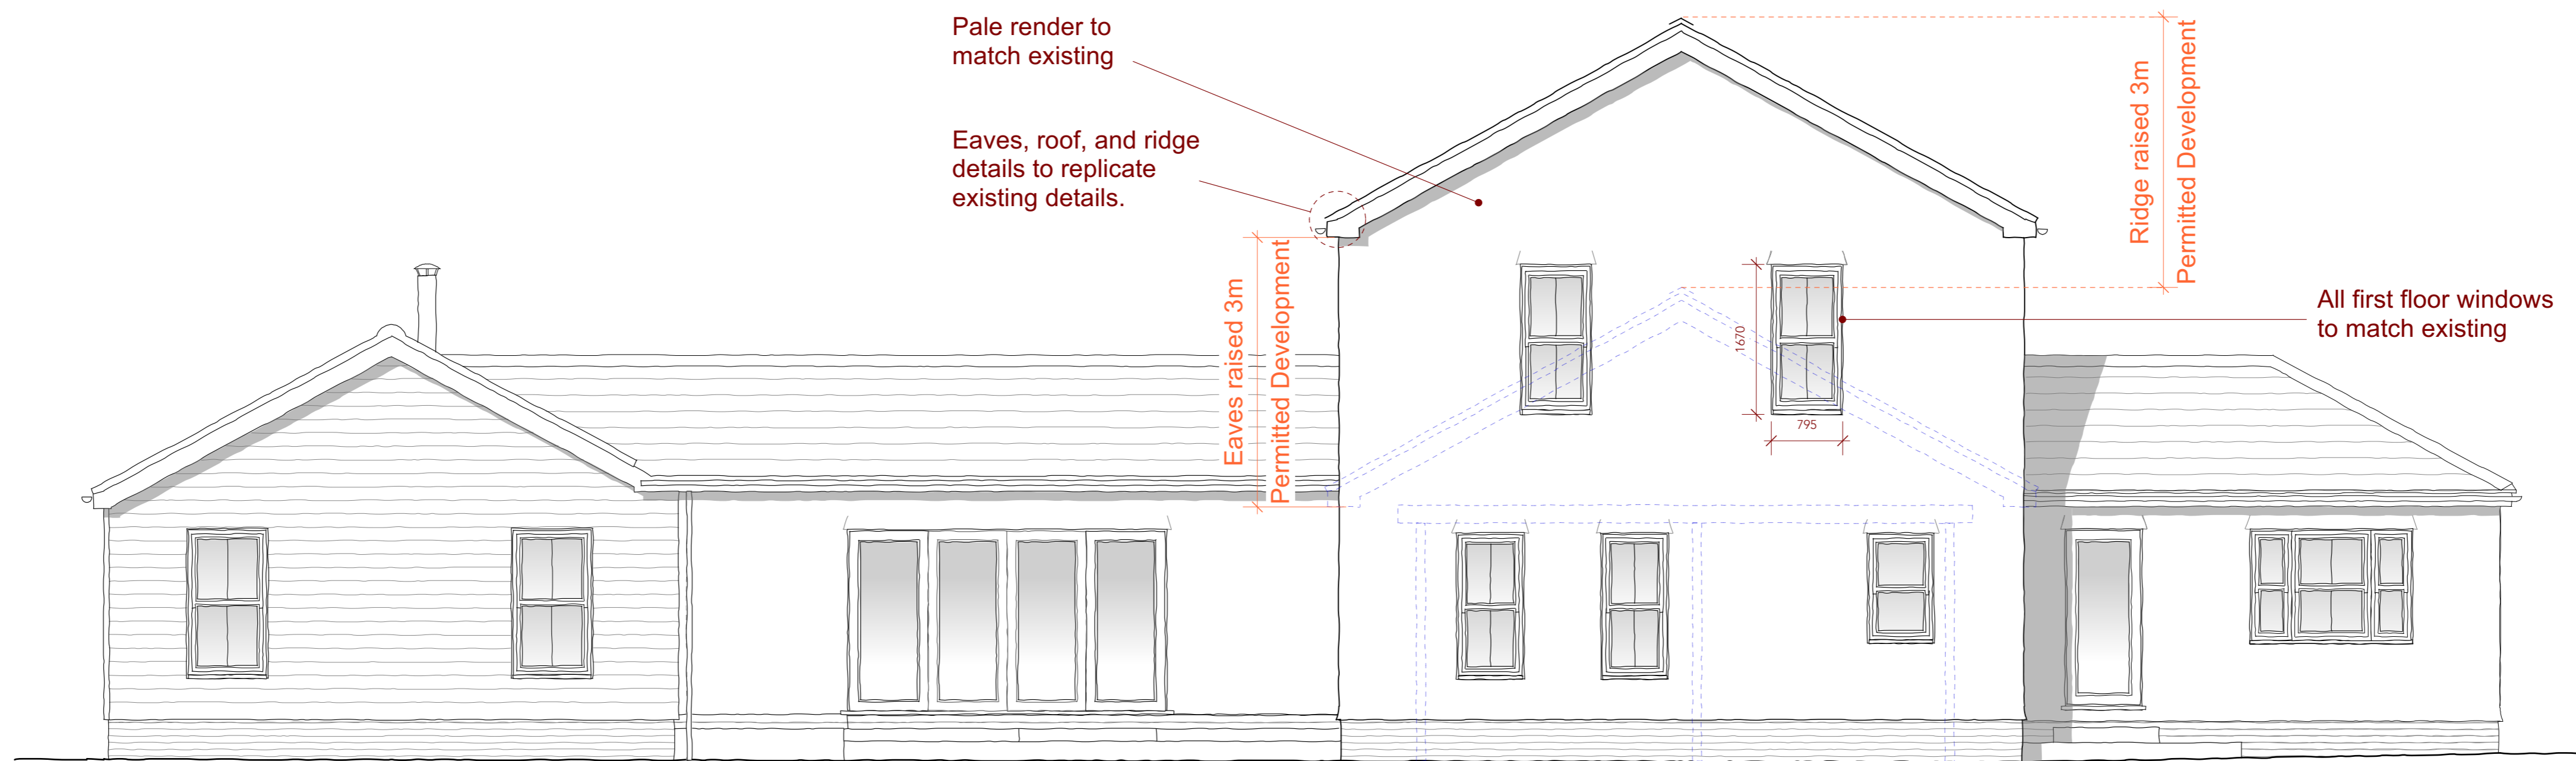 Pale render to
match existing
Eaves, roof, and ridge
details to replicate
existing details.
Eaves raised 3m
Permitted Development
1670
795
Ridge raised 3m
Permitted Development
All first floor windows
to match existing